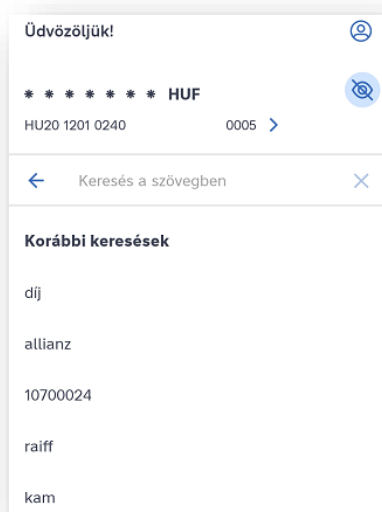 Üdvözöljük!
* * * * * * * HUF
HU20 1201 0240 0005
Keresés a szövegben
Korábbi keresések
díj
allianz
10700024
raiff
kam